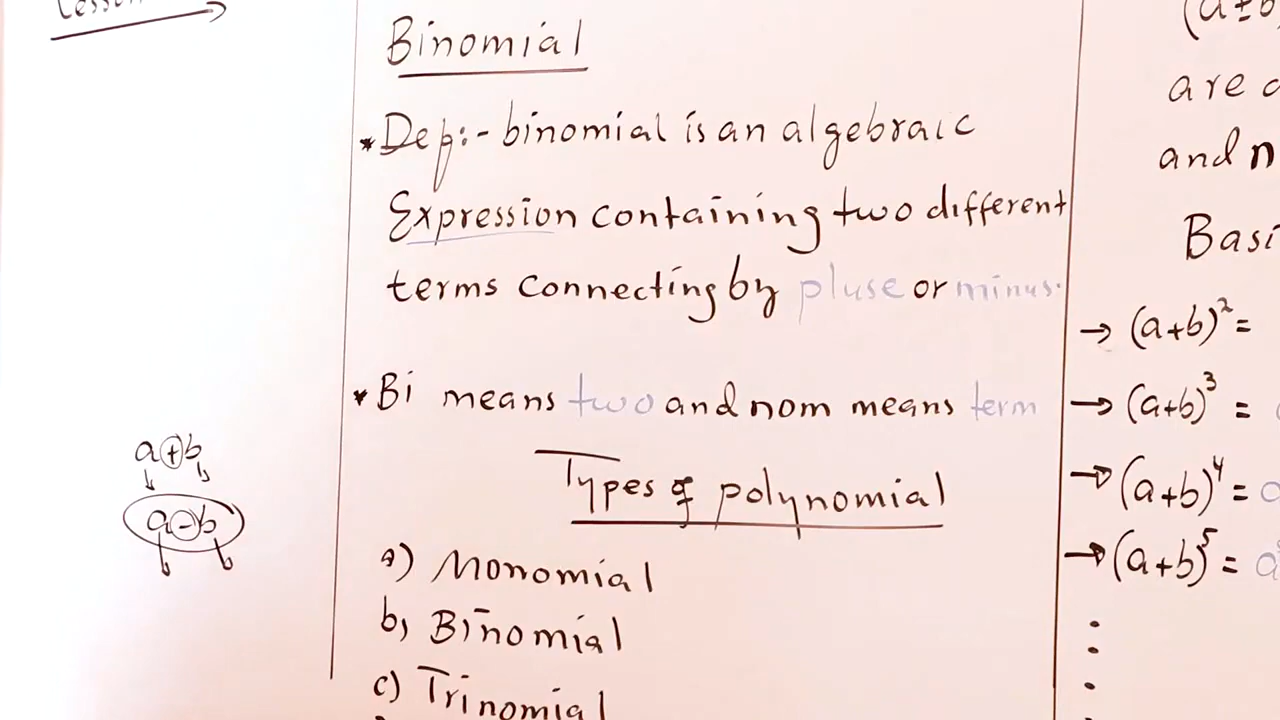 Lesson
Binomial
* Def:- binomial is an algebraic
Expression containing two different
terms connecting by pluse or minus.
* Bi means two and nom means term
Types of polynomial
a) Monomial
b) Binomial
c) Trinomial
a+b
a-b
(a±b
are
and n
Basi
→ (a+b)² =
→ (a+b)³ =
→ (a+b)⁴ = a
→ (a+b)⁵ = a